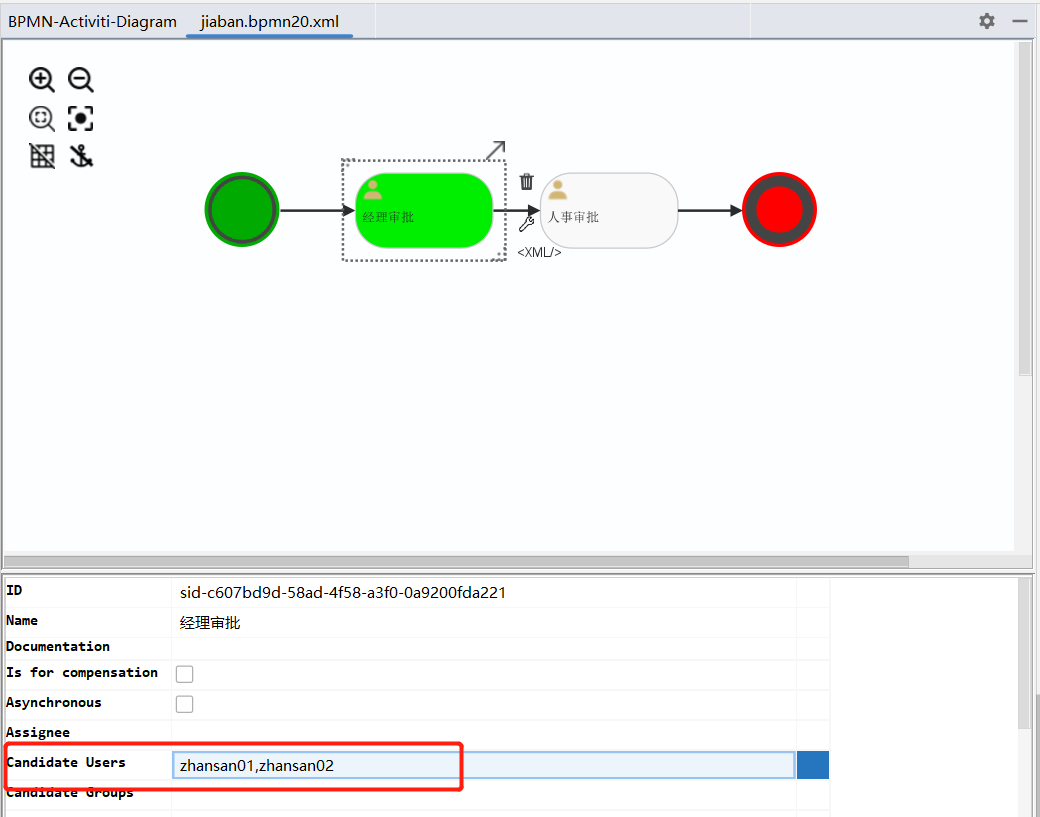 BPMN-Activiti-Diagram jiaban.bpmn20.xml
经理审批
人事审批
<XML/>
ID sid-c607bd9d-58ad-4f58-a3f0-0a9200fda221
Name 经理审批
Documentation
Is for compensation
Asynchronous
Assignee
Candidate Users zhansan01,zhansan02
Candidate Groups